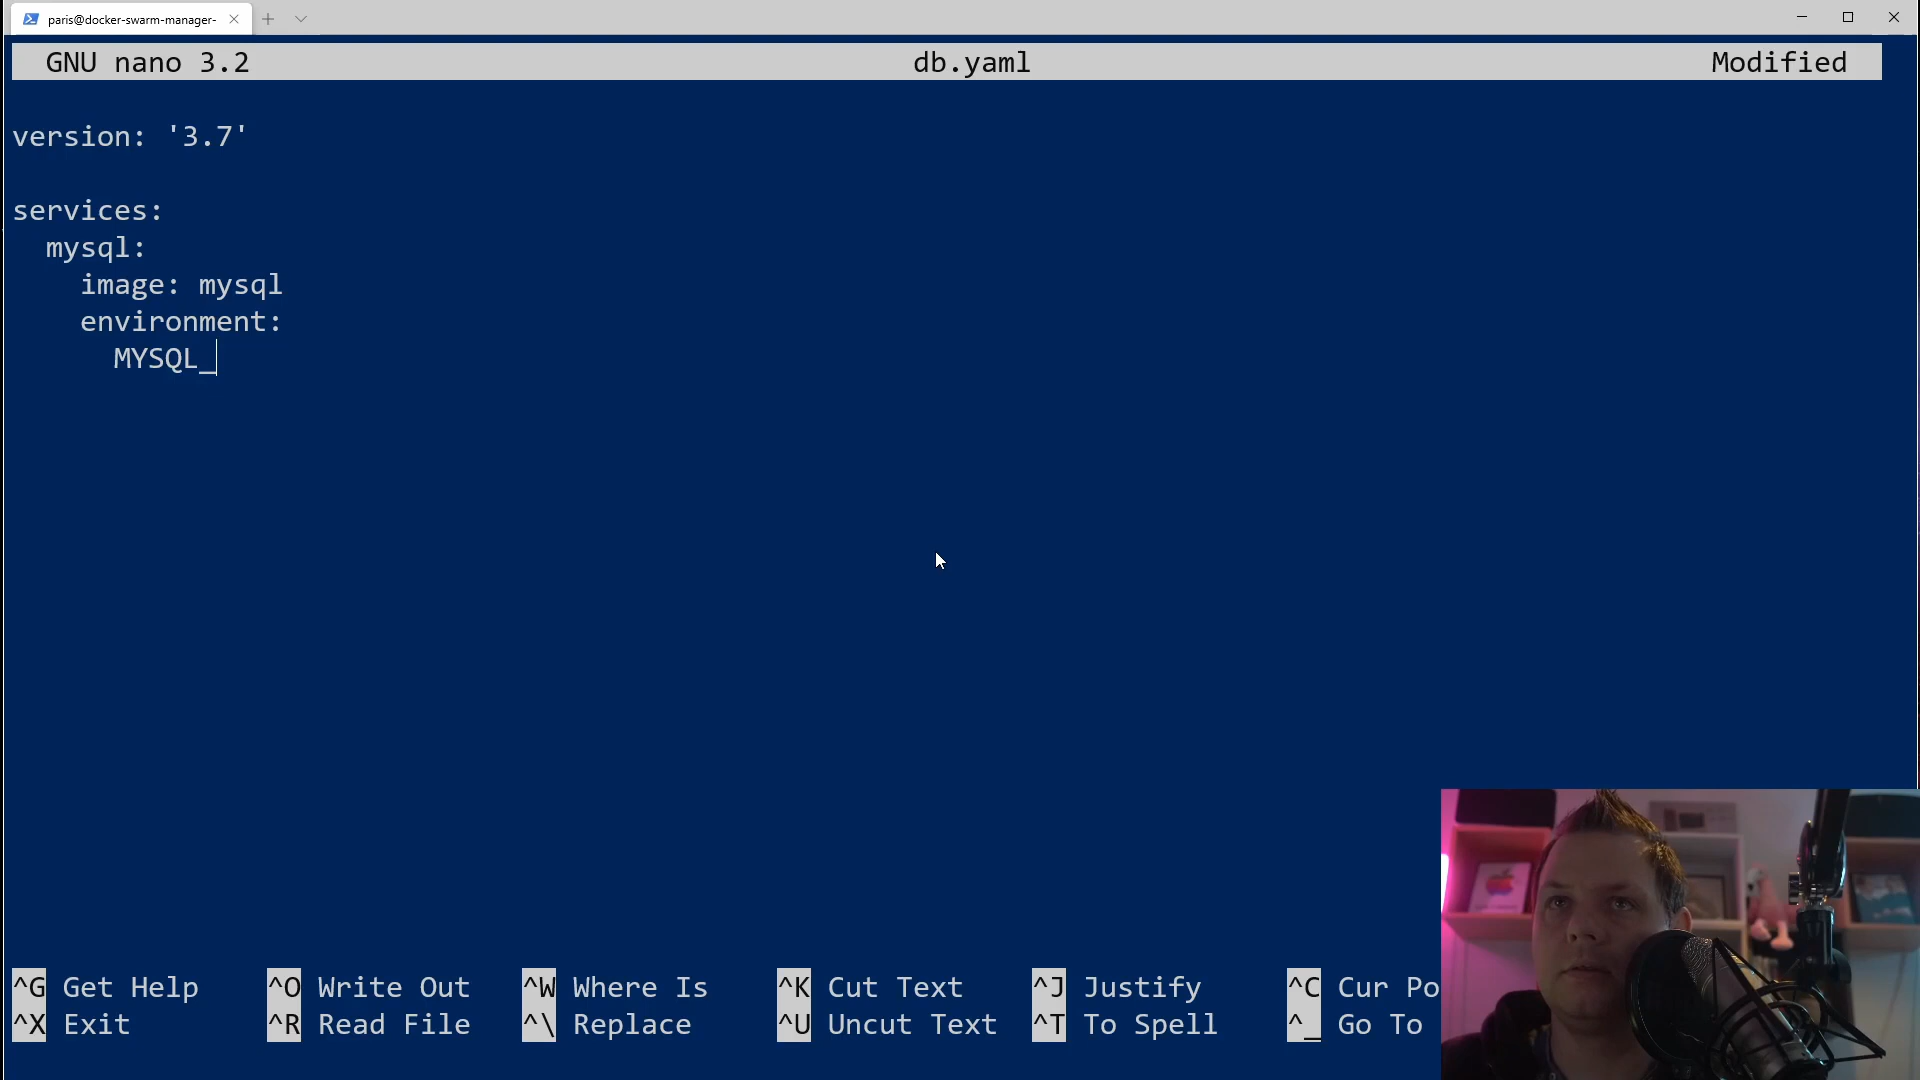 paris@docker-swarm-manager-
GNU nano 3.2 db.yaml Modified
version: '3.7'
services:
  mysql:
    image: mysql
    environment:
      MYSQL_
^G Get Help ^O Write Out ^W Where Is ^K Cut Text ^J Justify ^C Cur Po
^X Exit ^R Read File ^\ Replace ^U Uncut Text ^T To Spell ^_ Go To